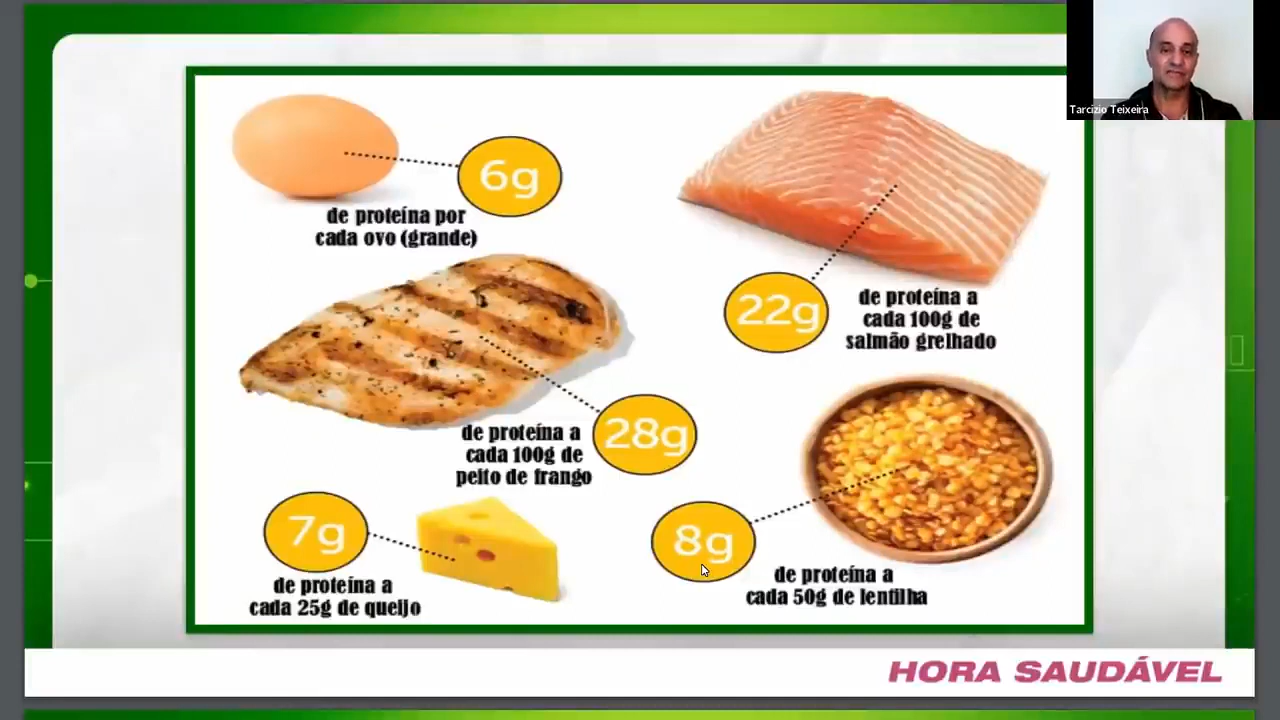 Tarcizio Teixeira
6g
de proteína por
cada ovo (grande)
22g
de proteína a
cada 100g de
salmão grelhado
28g
de proteína a
cada 100g de
peito de frango
7g
de proteína a
cada 25g de queijo
8g
de proteína a
cada 50g de lentilha
HORA SAUDÁVEL